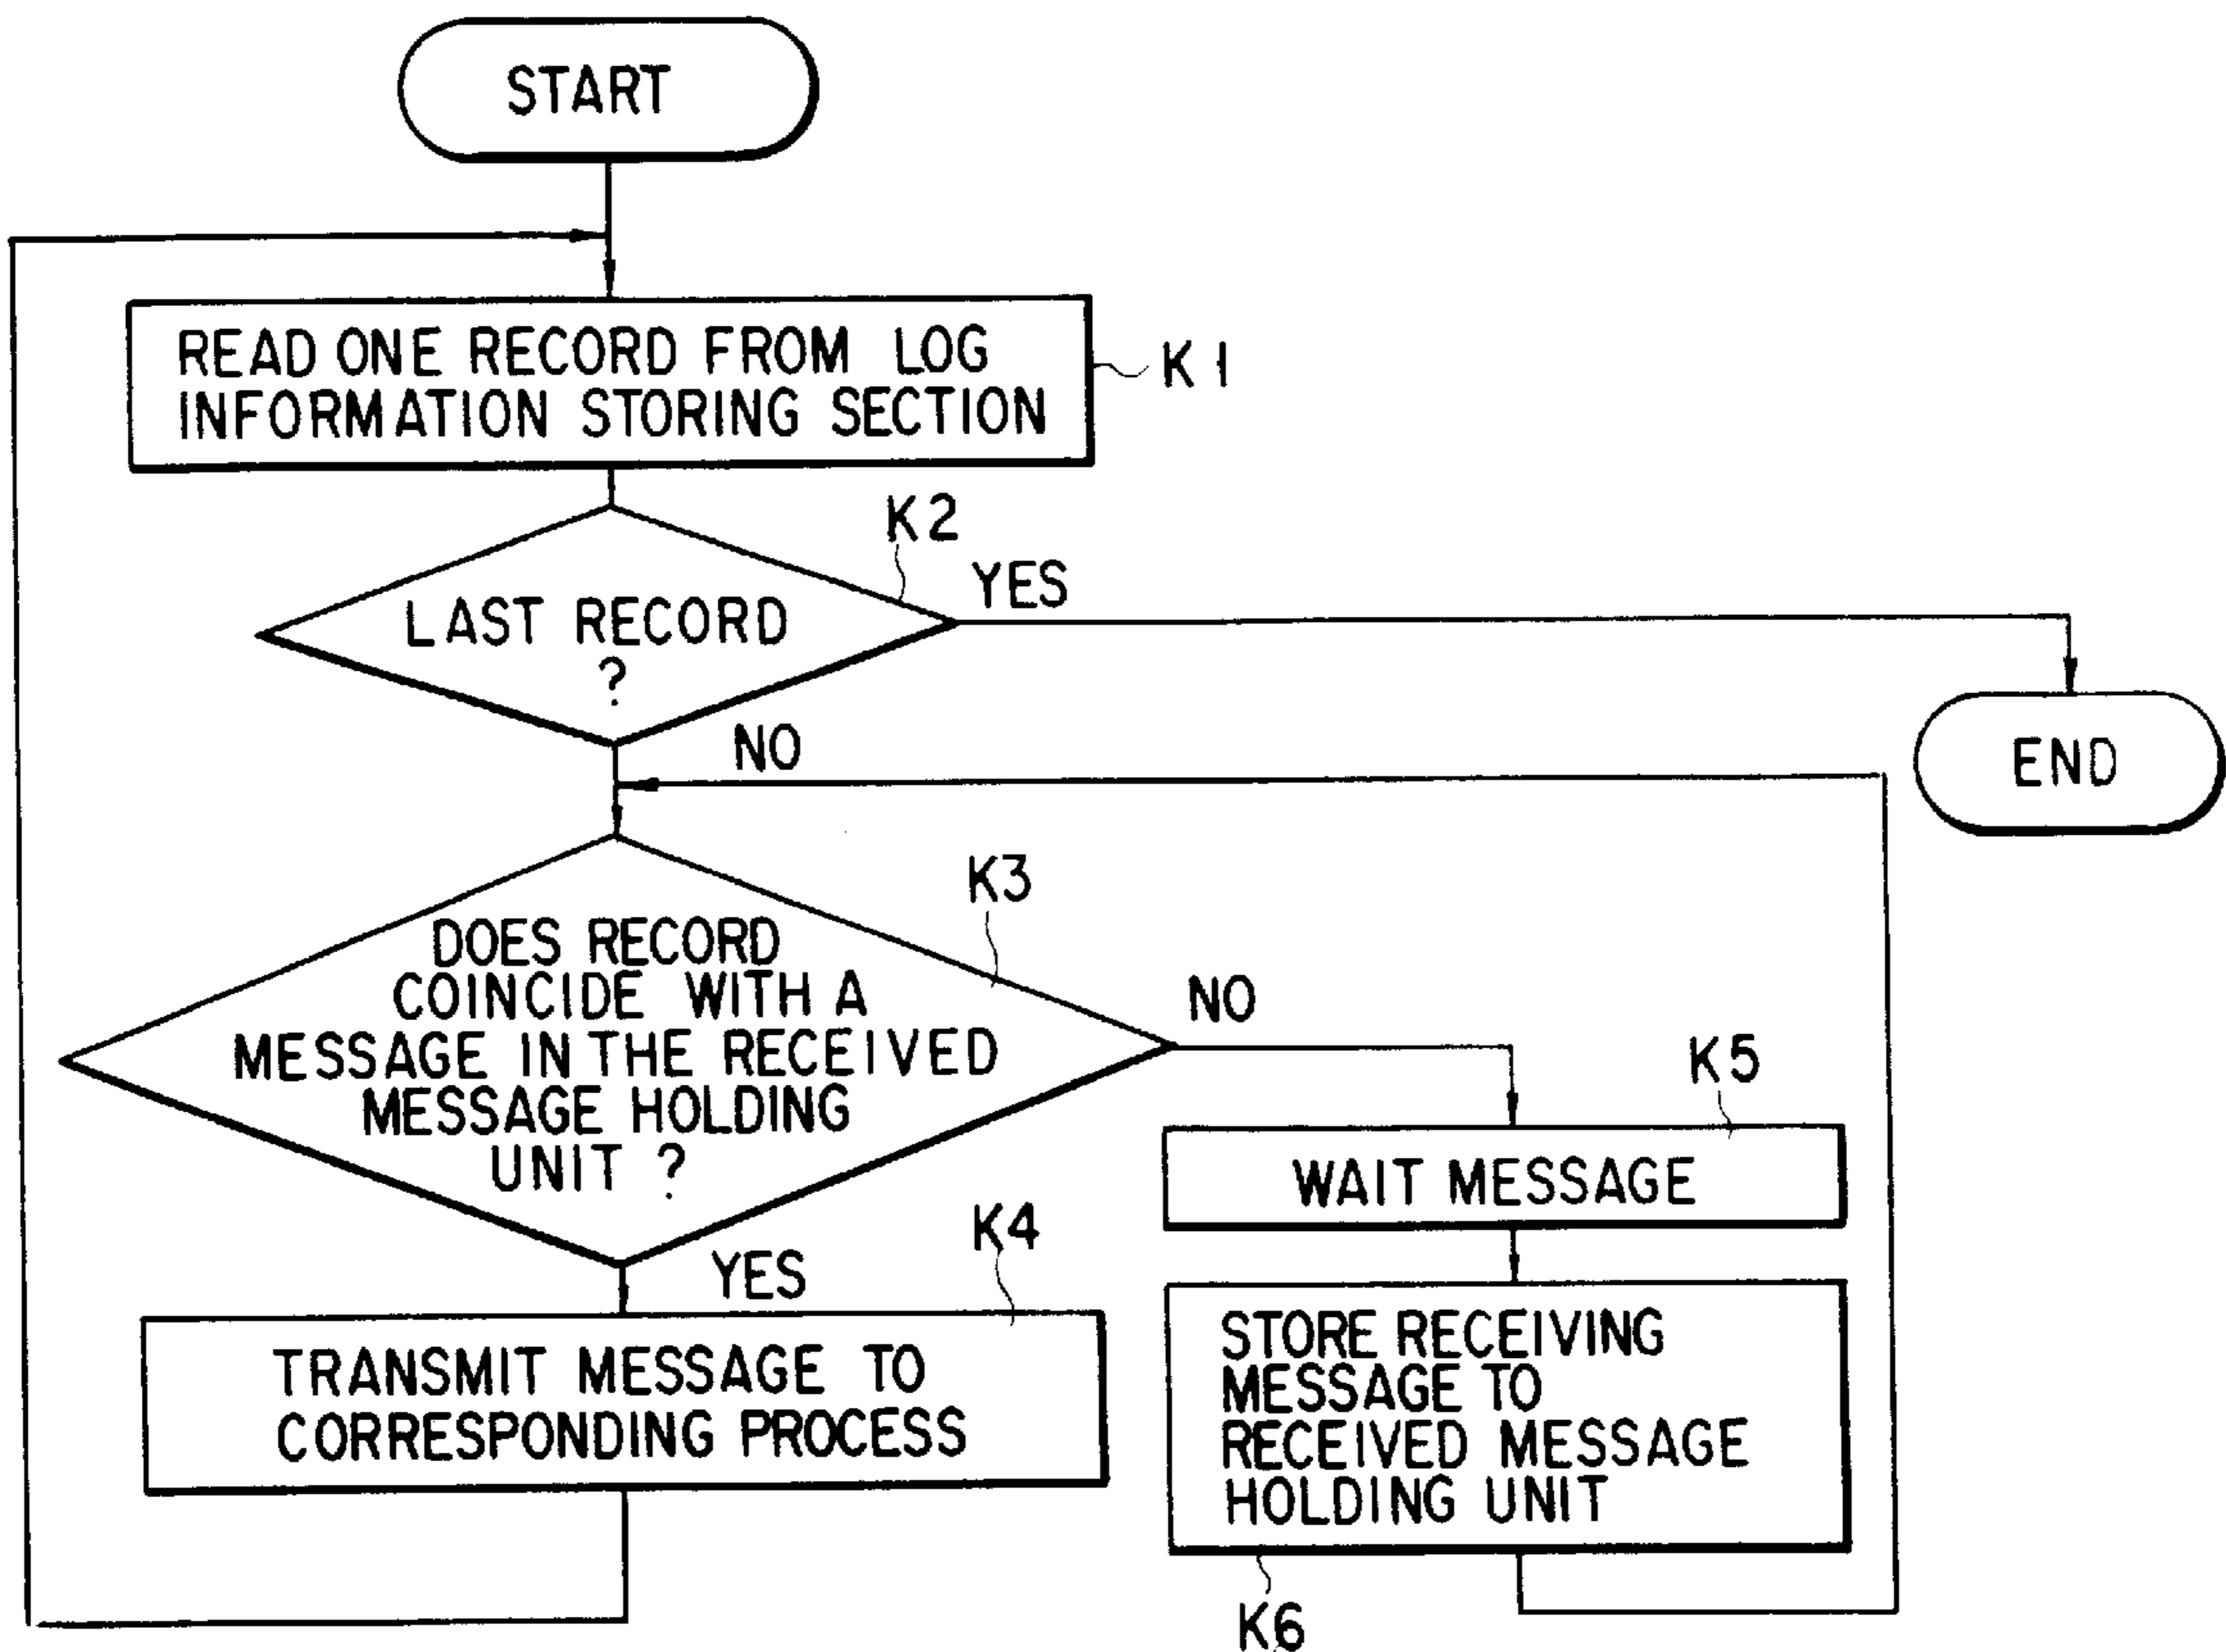 START
READ ONE RECORD FROM LOG
INFORMATION STORING SECTION
K1
K2
YES
LAST RECORD
?
NO
END
K3
DOES RECORD
COINCIDE WITH A
MESSAGE IN THE RECEIVED
MESSAGE HOLDING
UNIT ?
NO
K5
WAIT MESSAGE
K4
YES
TRANSMIT MESSAGE TO
CORRESPONDING PROCESS
STORE RECEIVING
MESSAGE TO
RECEIVED MESSAGE
HOLDING UNIT
K6